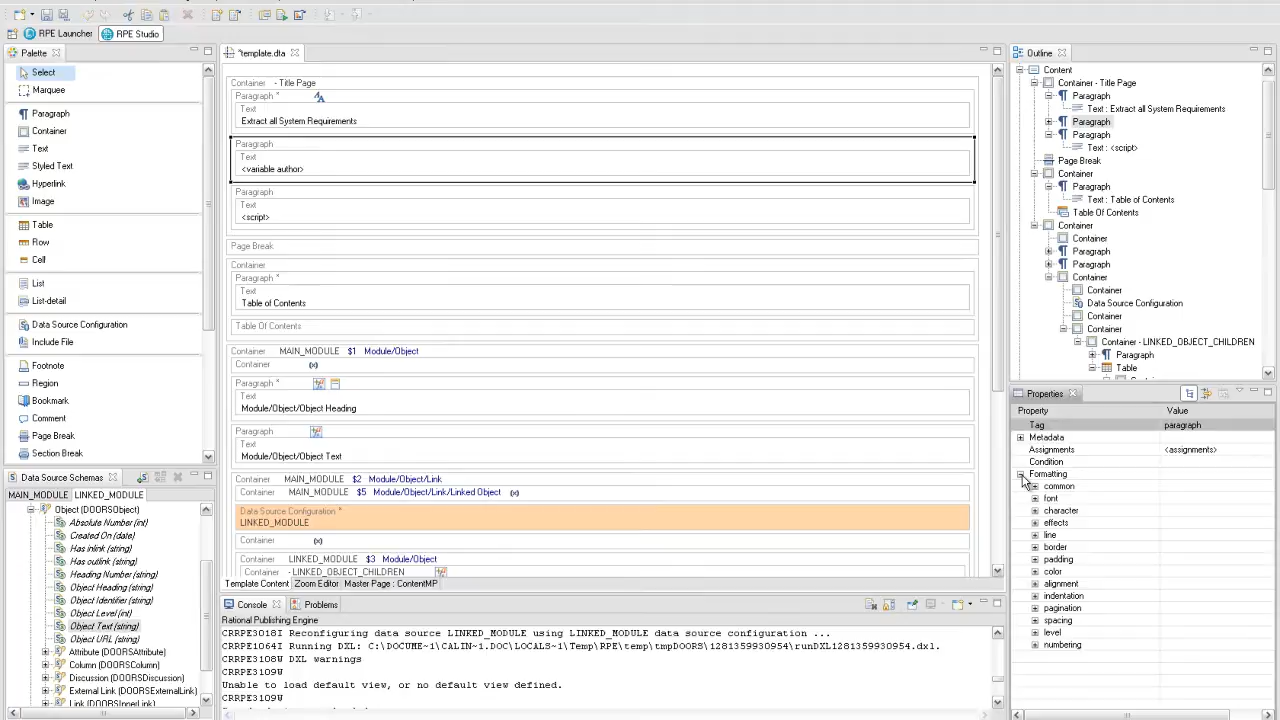 RPE Launcher RPE Studio
Palette
Select
Marquee
Paragraph
Container
Text
Styled Text
Hyperlink
Image
Table
Row
Cell
List
List-detail
Data Source Configuration
Include File
Footnote
Region
Bookmark
Comment
Page Break
Section Break
Data Source Schemas
MAIN_MODULE LINKED_MODULE
Object (DOORSObject)
Absolute Number (int)
Created On (date)
Has inlink (string)
Has outlink (string)
Heading Number (string)
Object Heading (string)
Object Identifier (string)
Object Level (int)
Object Text (string)
Object URL (string)
Attribute (DOORSAttribute)
Column (DOORSColumn)
Discussion (DOORSDiscussion)
External Link (DOORSExternalLink)
Link (DOORSInnerLink)
*template.dta
Container - Title Page
Paragraph *
Text
Extract all System Requirements
Paragraph
Text
<variable author>
Paragraph
Text
<script>
Page Break
Container
Paragraph *
Text
Table of Contents
Table Of Contents
Container MAIN_MODULE $1 Module/Object
Container (x)
Paragraph *
Text
Module/Object/Object Heading
Paragraph
Text
Module/Object/Object Text
Container MAIN_MODULE $2 Module/Object/Link
Container MAIN_MODULE $5 Module/Object/Link/Linked Object (x)
Data Source Configuration *
LINKED_MODULE
Container (x)
Container LINKED_MODULE $3 Module/Object
Container - LINKED_OBJECT_CHILDREN
Template Content Zoom Editor Master Page : ContentMP
Console Problems
Rational Publishing Engine
CRRPE3018I Reconfiguring data source LINKED_MODULE using LINKED_MODULE data source configuration ...
CRRPE1064I Running DXL: C:\DOCUME~1\CALIN~1.DOC\LOCALS~1\Temp\RPE\temp\tmpDOORS\1281359930954\runDXL1281359930954.dxl.
CRRPE3108W DXL warnings
CRRPE3109W
Unable to load default view, or no default view defined.
CRRPE3109W
Outline
Content
Container - Title Page
Paragraph
Text : Extract all System Requirements
Paragraph
Paragraph
Text : <script>
Page Break
Container
Paragraph
Text : Table of Contents
Table Of Contents
Container
Container
Paragraph
Paragraph
Container
Container
Data Source Configuration
Container
Container
Container - LINKED_OBJECT_CHILDREN
Paragraph
Table
Properties
Property Value
Tag paragraph
Metadata
Assignments <assignments>
Condition
Formatting
common
font
character
effects
line
border
padding
color
alignment
indentation
pagination
spacing
level
numbering